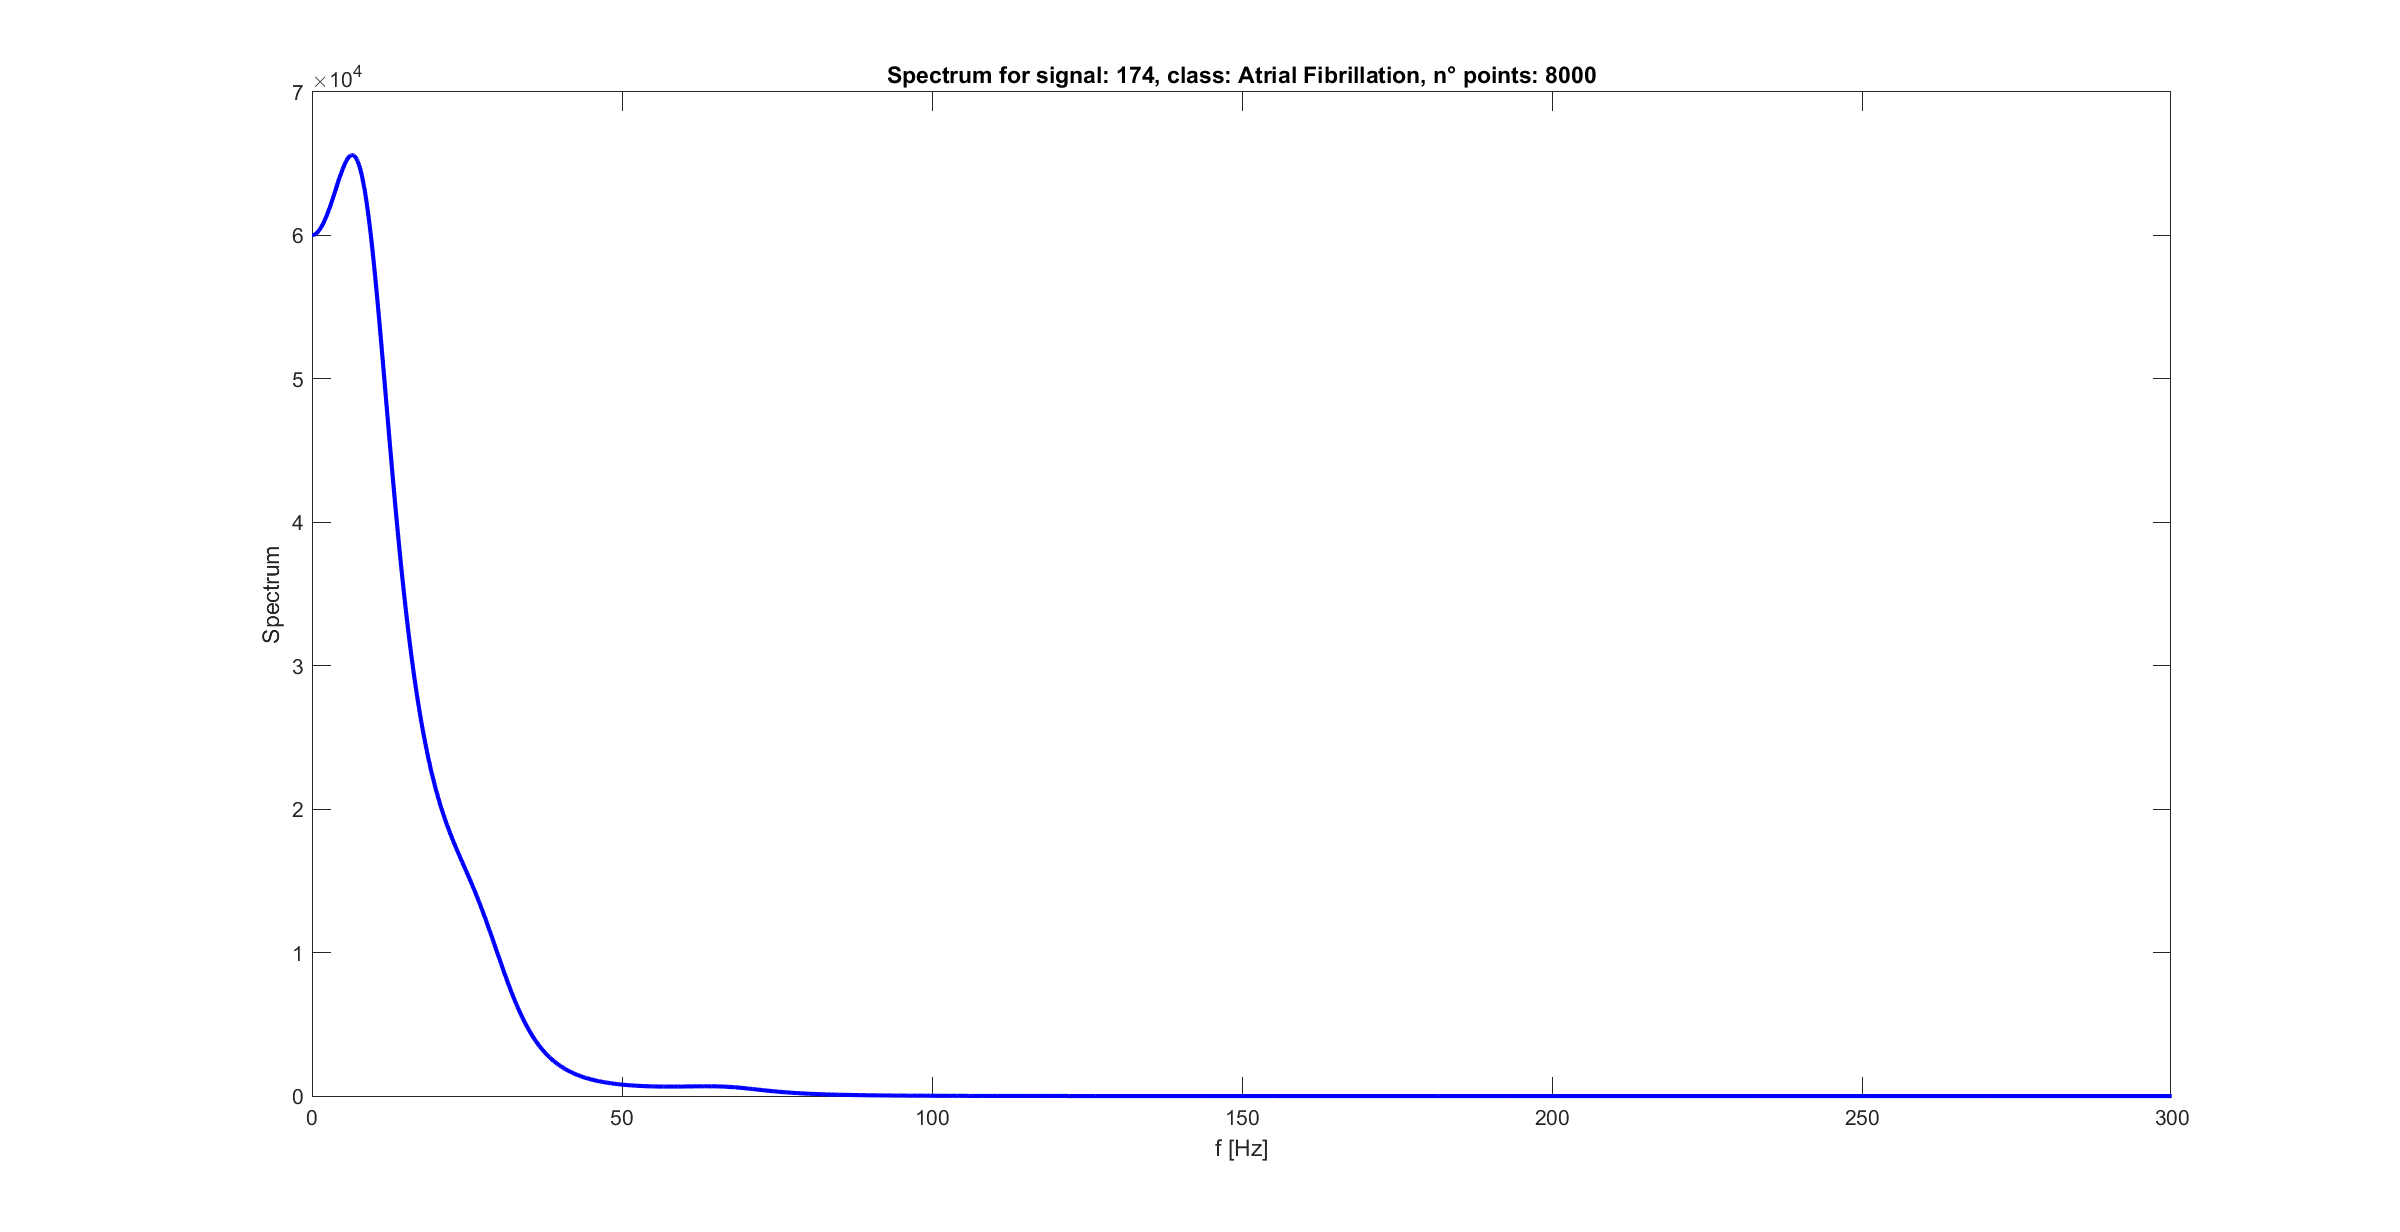 Spectrum for signal: 174, class: Atrial Fibrillation, n° points: 8000
×10^4
7
6
5
4
3
2
1
0
Spectrum
0 50 100 150 200 250 300
f [Hz]